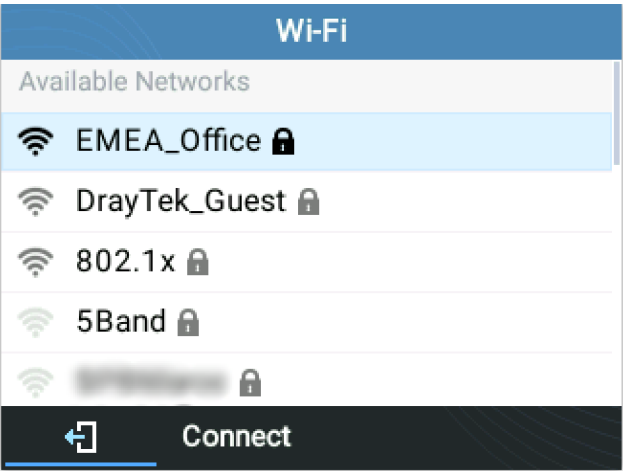 Wi-Fi
Available Networks
EMEA_Office
DrayTek_Guest
802.1x
5Band
Connect